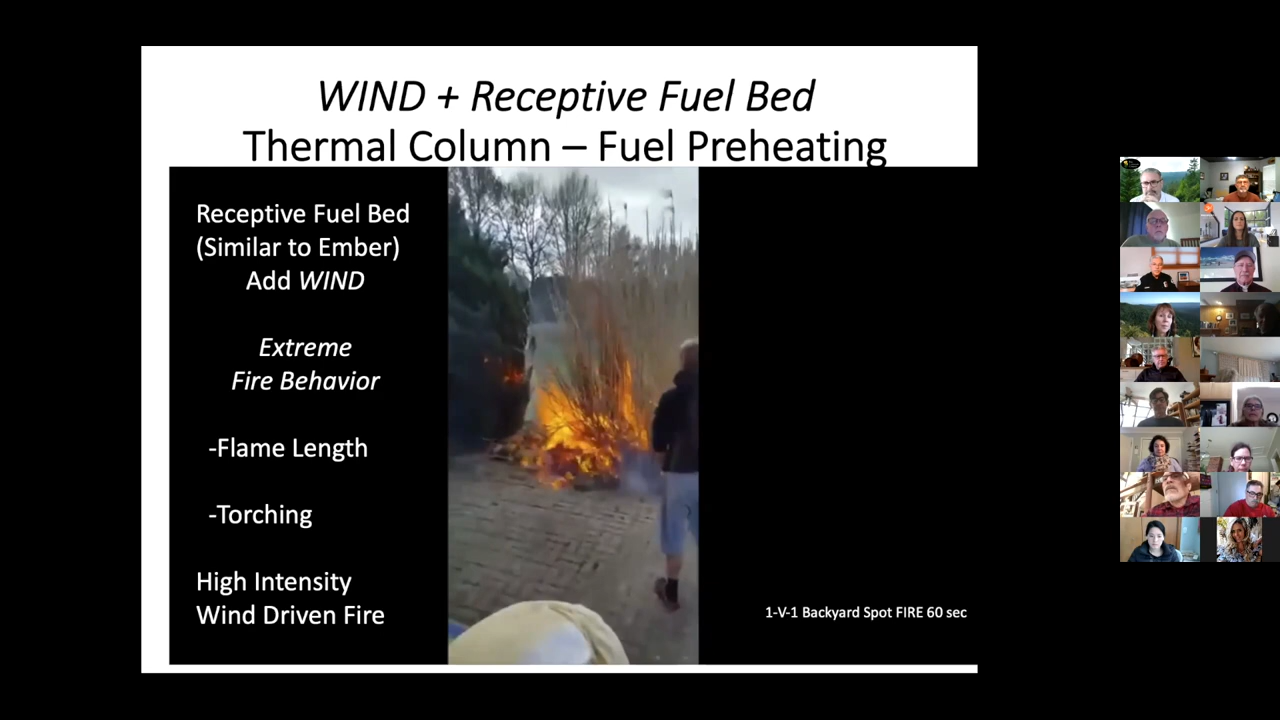 WIND + Receptive Fuel Bed
Thermal Column – Fuel Preheating
Receptive Fuel Bed
(Similar to Ember)
Add WIND
Extreme
Fire Behavior
-Flame Length
-Torching
High Intensity
Wind Driven Fire
1-V-1 Backyard Spot FIRE 60 sec